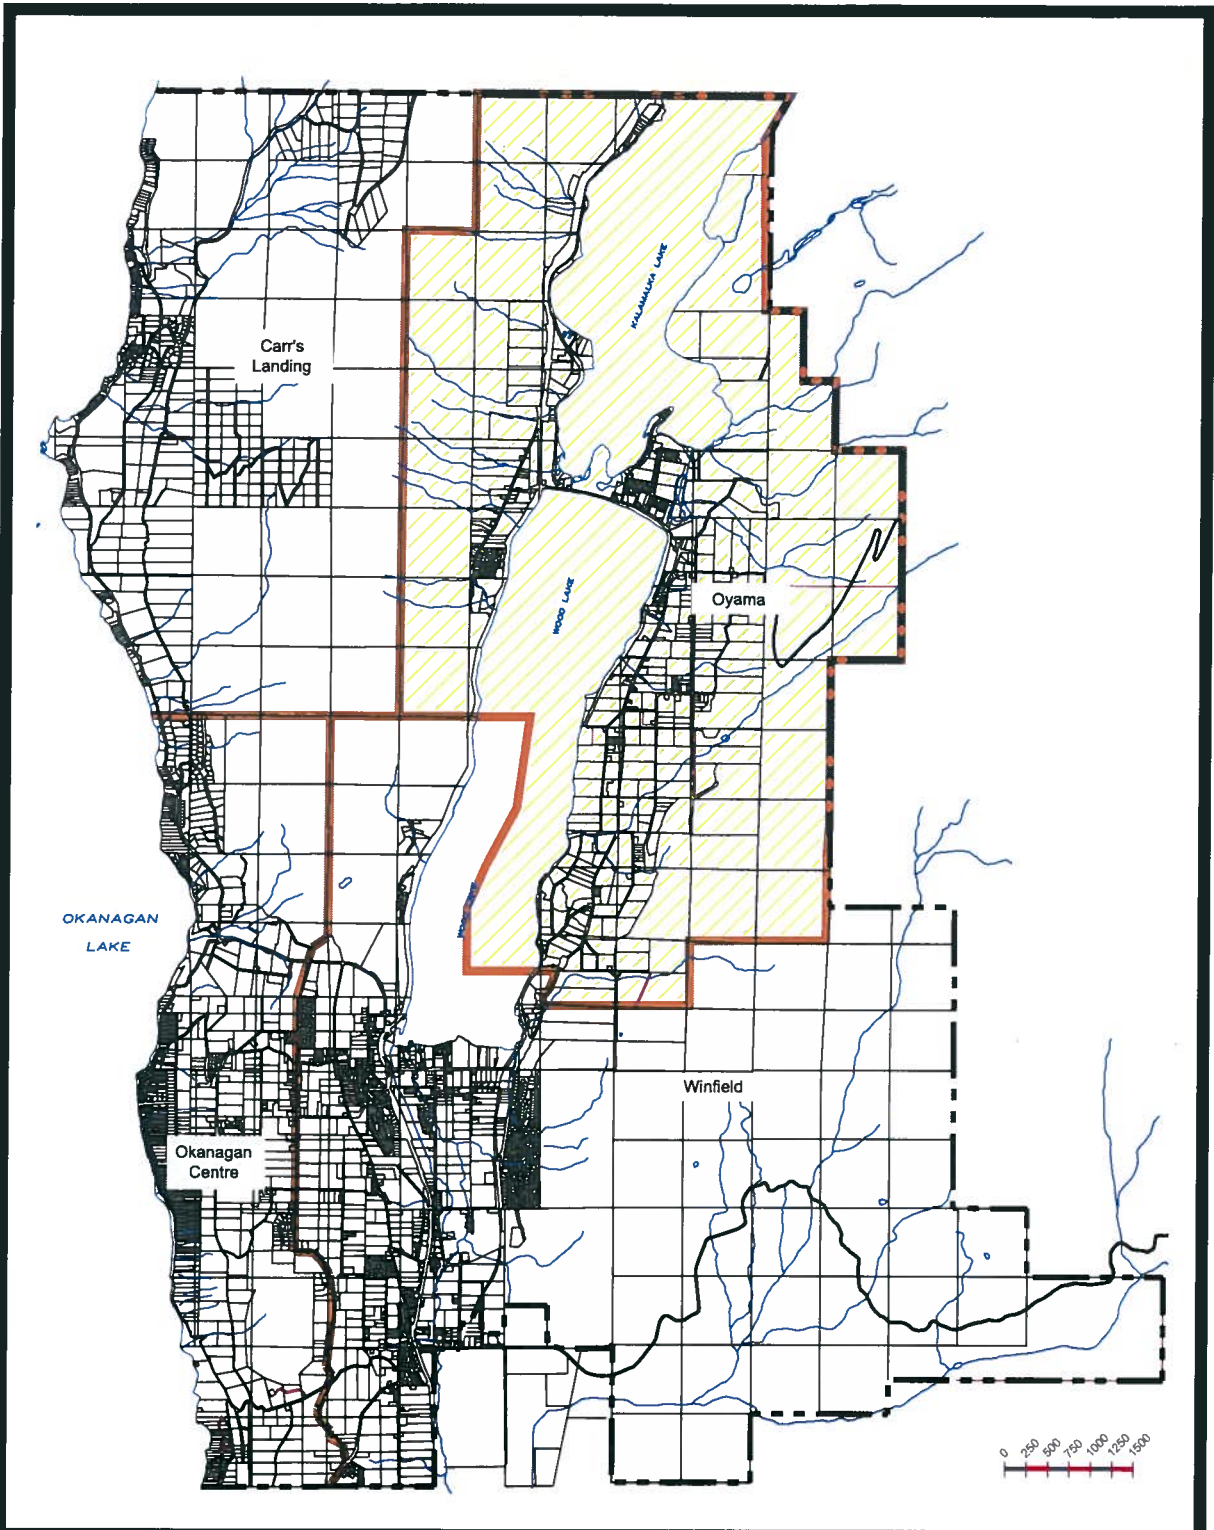 KALAMALKA LAKE
Carr's
Landing
WOOD LAKE
Oyama
OKANAGAN
LAKE
WOOD LAKE
Winfield
Okanagan
Centre
0 250 500 750 1000 1250 1500